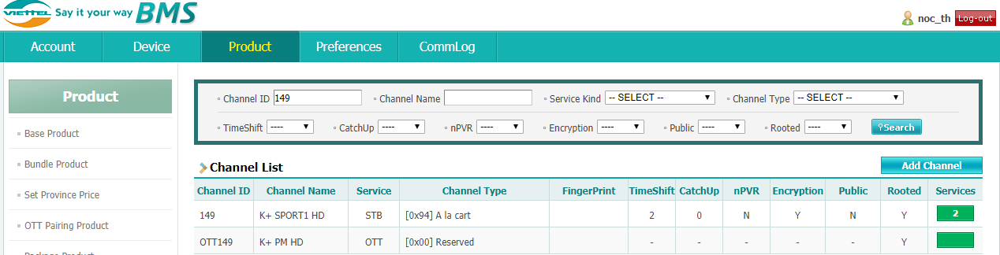 VIETTEL Say it your way BMS
noc_th Log-out
Account Device Product Preferences CommLog
Product
Base Product
Bundle Product
Set Province Price
OTT Pairing Product
Package Product
Channel ID 149 Channel Name Service Kind -- SELECT -- Channel Type -- SELECT --
TimeShift ---- CatchUp ---- nPVR ---- Encryption ---- Public ---- Rooted ---- Search
Channel List Add Channel
Channel ID Channel Name Service Channel Type FingerPrint TimeShift CatchUp nPVR Encryption Public Rooted Services
149 K+ SPORT1 HD STB [0x94] A la cart 2 0 N Y N Y 2
OTT149 K+ PM HD OTT [0x00] Reserved - - - - - Y